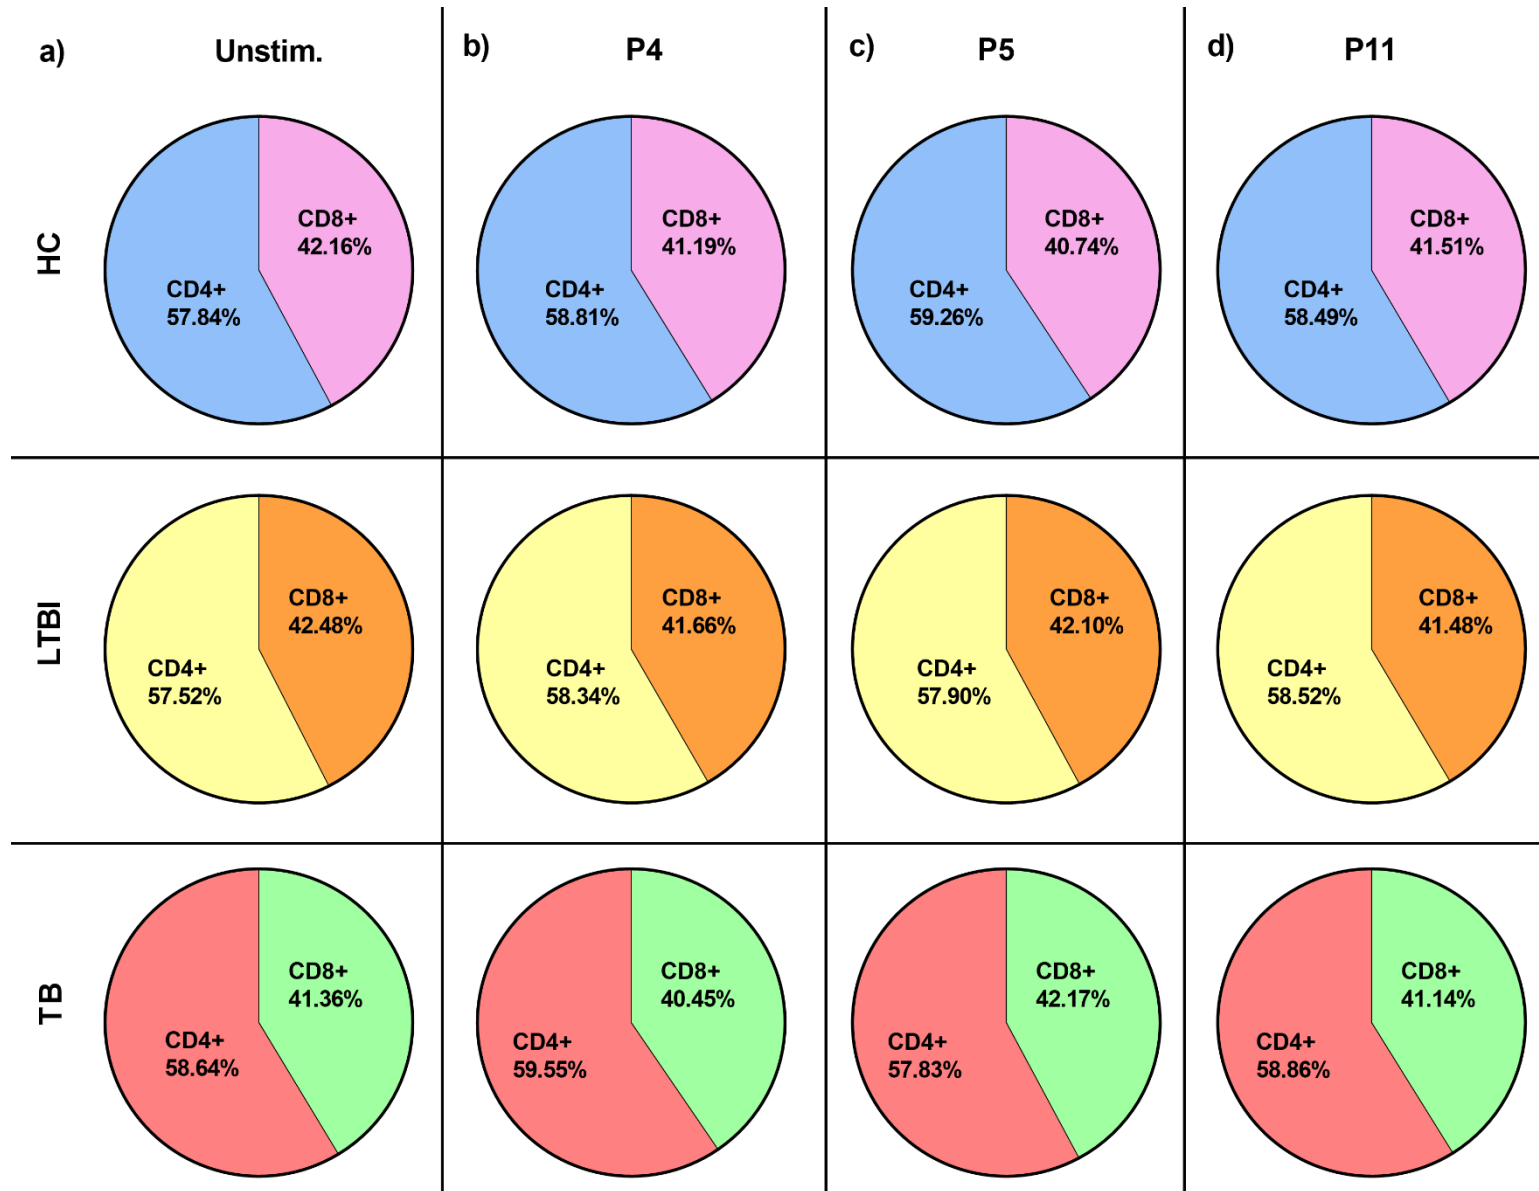 a) Unstim. b) P4 c) P5 d) P11
HC
CD8+
42.16%
CD4+
57.84%
CD8+
41.19%
CD4+
58.81%
CD8+
40.74%
CD4+
59.26%
CD8+
41.51%
CD4+
58.49%
LTBI
CD8+
42.48%
CD4+
57.52%
CD8+
41.66%
CD4+
58.34%
CD8+
42.10%
CD4+
57.90%
CD8+
41.48%
CD4+
58.52%
TB
CD8+
41.36%
CD4+
58.64%
CD8+
40.45%
CD4+
59.55%
CD8+
42.17%
CD4+
57.83%
CD8+
41.14%
CD4+
58.86%